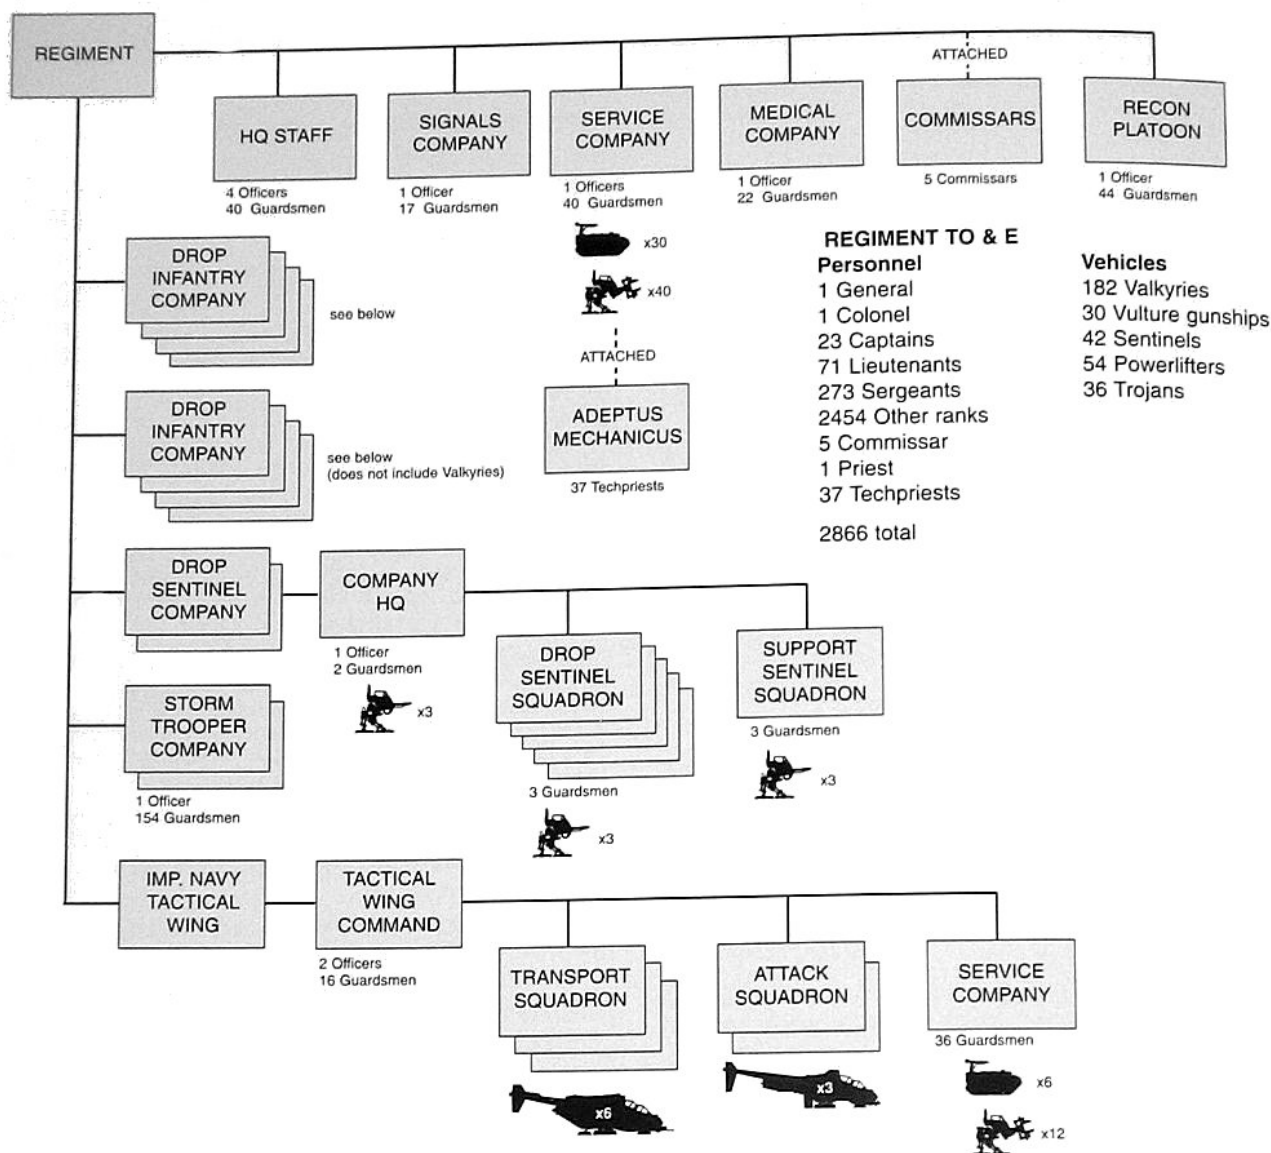 REGIMENT
ATTACHED
HQ STAFF
4 Officers
40 Guardsmen
SIGNALS
COMPANY
1 Officer
17 Guardsmen
SERVICE
COMPANY
1 Officers
40 Guardsmen
x30
x40
ATTACHED
ADEPTUS
MECHANICUS
37 Techpriests
MEDICAL
COMPANY
1 Officer
22 Guardsmen
COMMISSARS
5 Commissars
RECON
PLATOON
1 Officer
44 Guardsmen
REGIMENT TO & E
Personnel
1 General
1 Colonel
23 Captains
71 Lieutenants
273 Sergeants
2454 Other ranks
5 Commissar
1 Priest
37 Techpriests
2866 total
Vehicles
182 Valkyries
30 Vulture gunships
42 Sentinels
54 Powerlifters
36 Trojans
DROP
INFANTRY
COMPANY
see below
DROP
INFANTRY
COMPANY
see below
(does not include Valkyries)
DROP
SENTINEL
COMPANY
COMPANY
HQ
1 Officer
2 Guardsmen
x3
DROP
SENTINEL
SQUADRON
3 Guardsmen
x3
SUPPORT
SENTINEL
SQUADRON
3 Guardsmen
x3
STORM
TROOPER
COMPANY
1 Officer
154 Guardsmen
IMP. NAVY
TACTICAL
WING
TACTICAL
WING
COMMAND
2 Officers
16 Guardsmen
TRANSPORT
SQUADRON
x6
ATTACK
SQUADRON
x3
SERVICE
COMPANY
36 Guardsmen
x6
x12